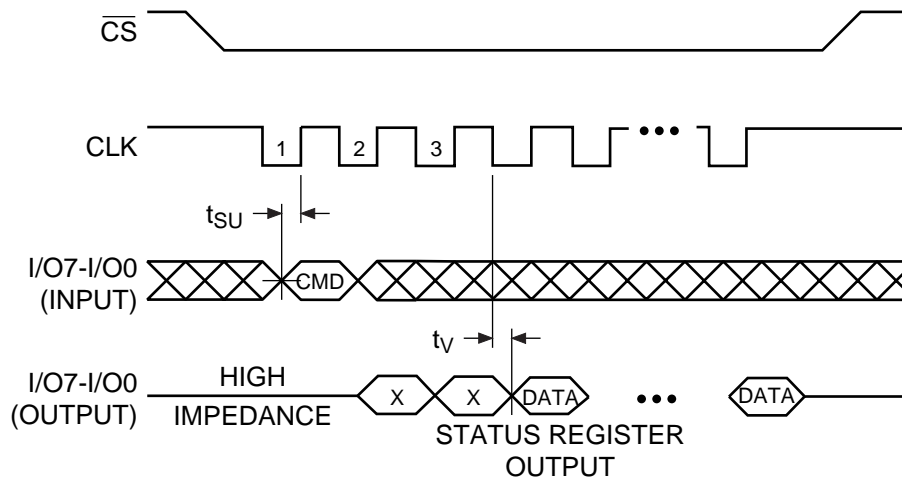 CS
CLK
1 2 3 •••
tSU
I/O7-I/O0
(INPUT)
CMD
tV
I/O7-I/O0
(OUTPUT)
HIGH
IMPEDANCE
X X DATA ••• DATA
STATUS REGISTER
OUTPUT